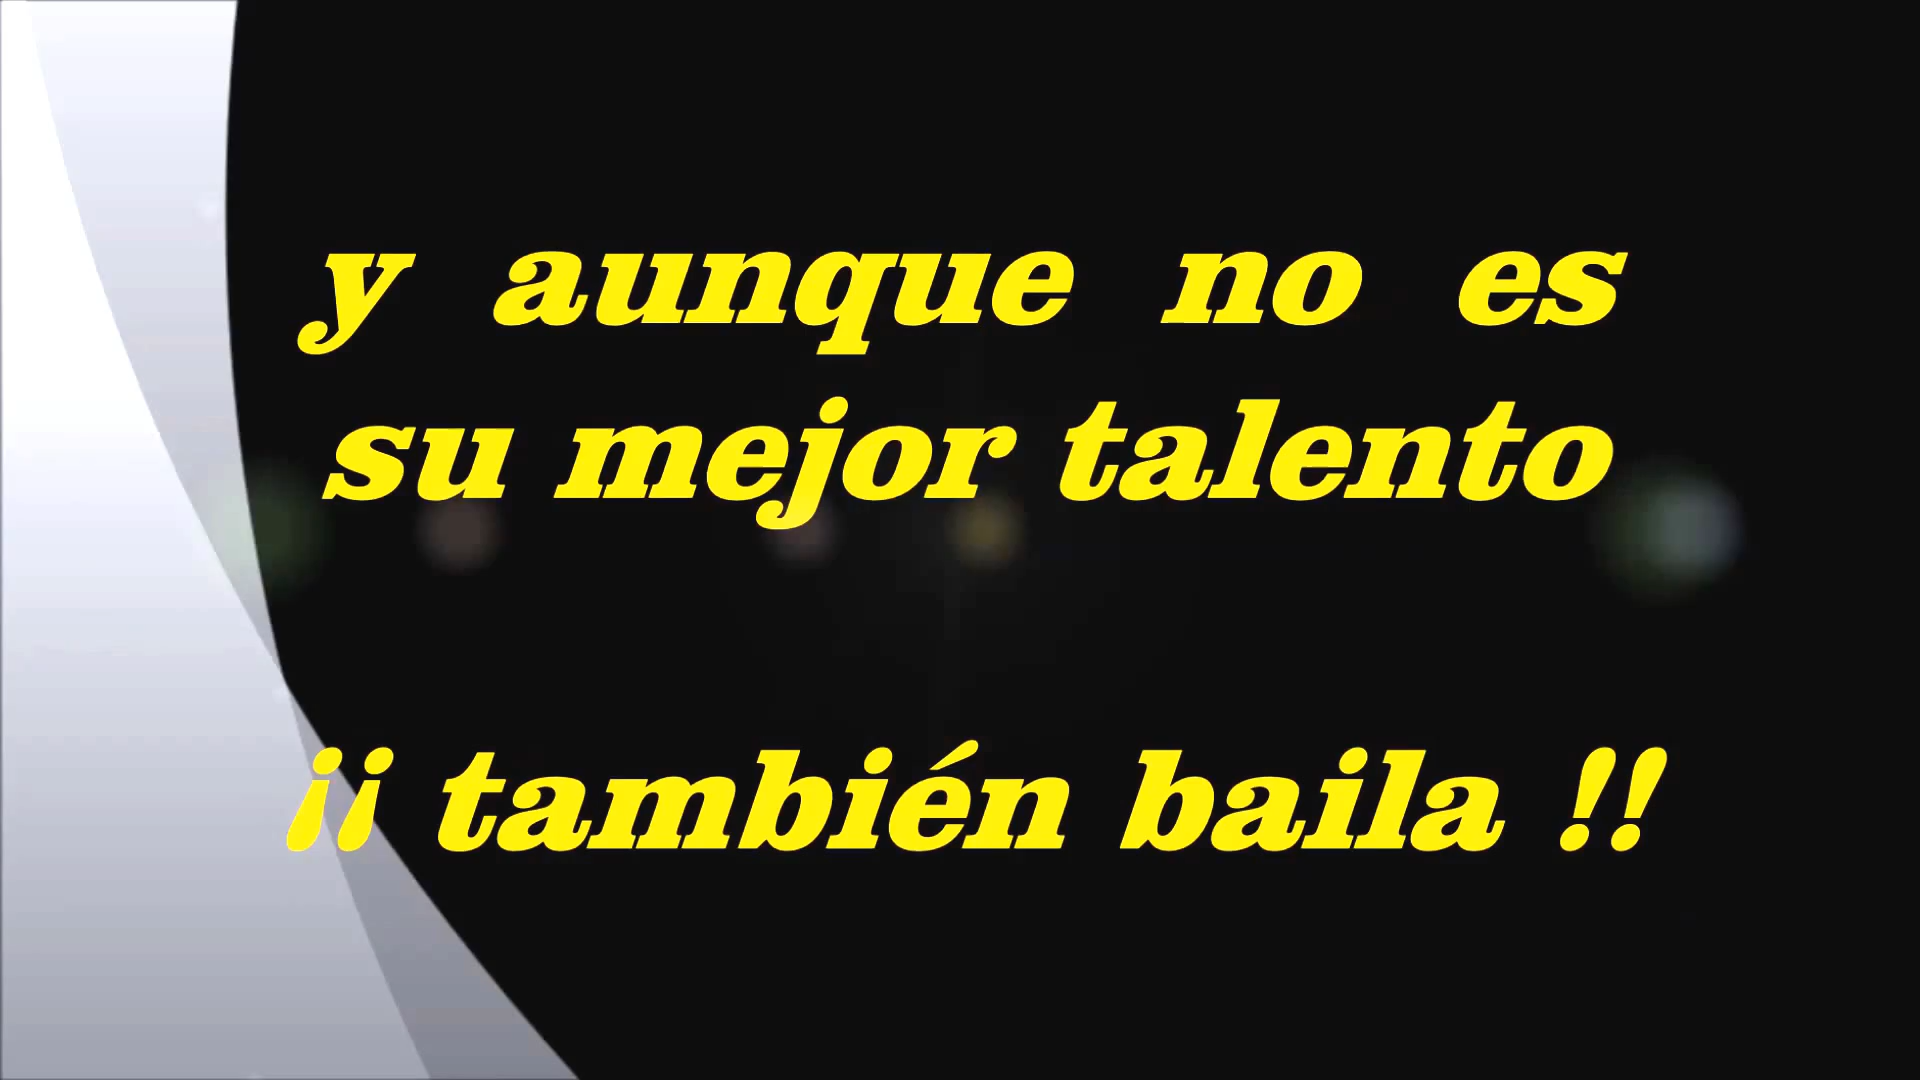 y aunque no es
su mejor talento
¡¡ también baila !!